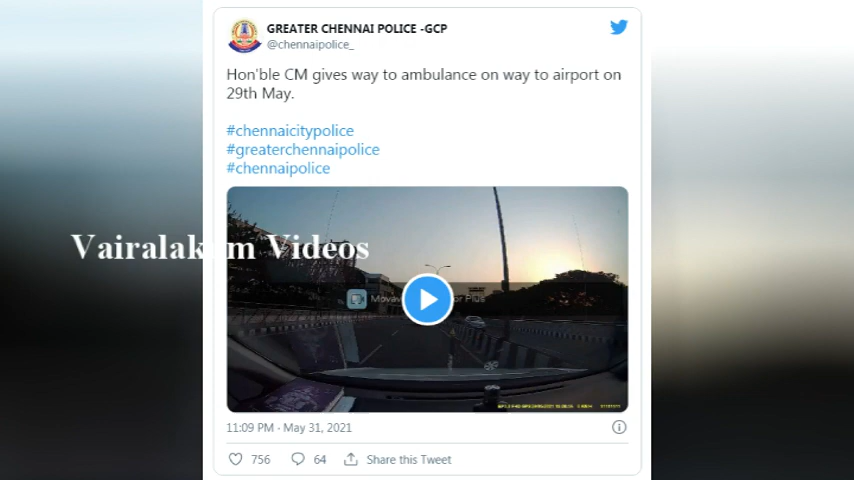 GREATER CHENNAI POLICE -GCP
@chennaipolice_
Hon'ble CM gives way to ambulance on way to airport on
29th May.
#chennaicitypolice
#greaterchennaipolice
#chennaipolice
Videos
Plus
11:09 PM · May 31, 2021
756
64
Share this Tweet